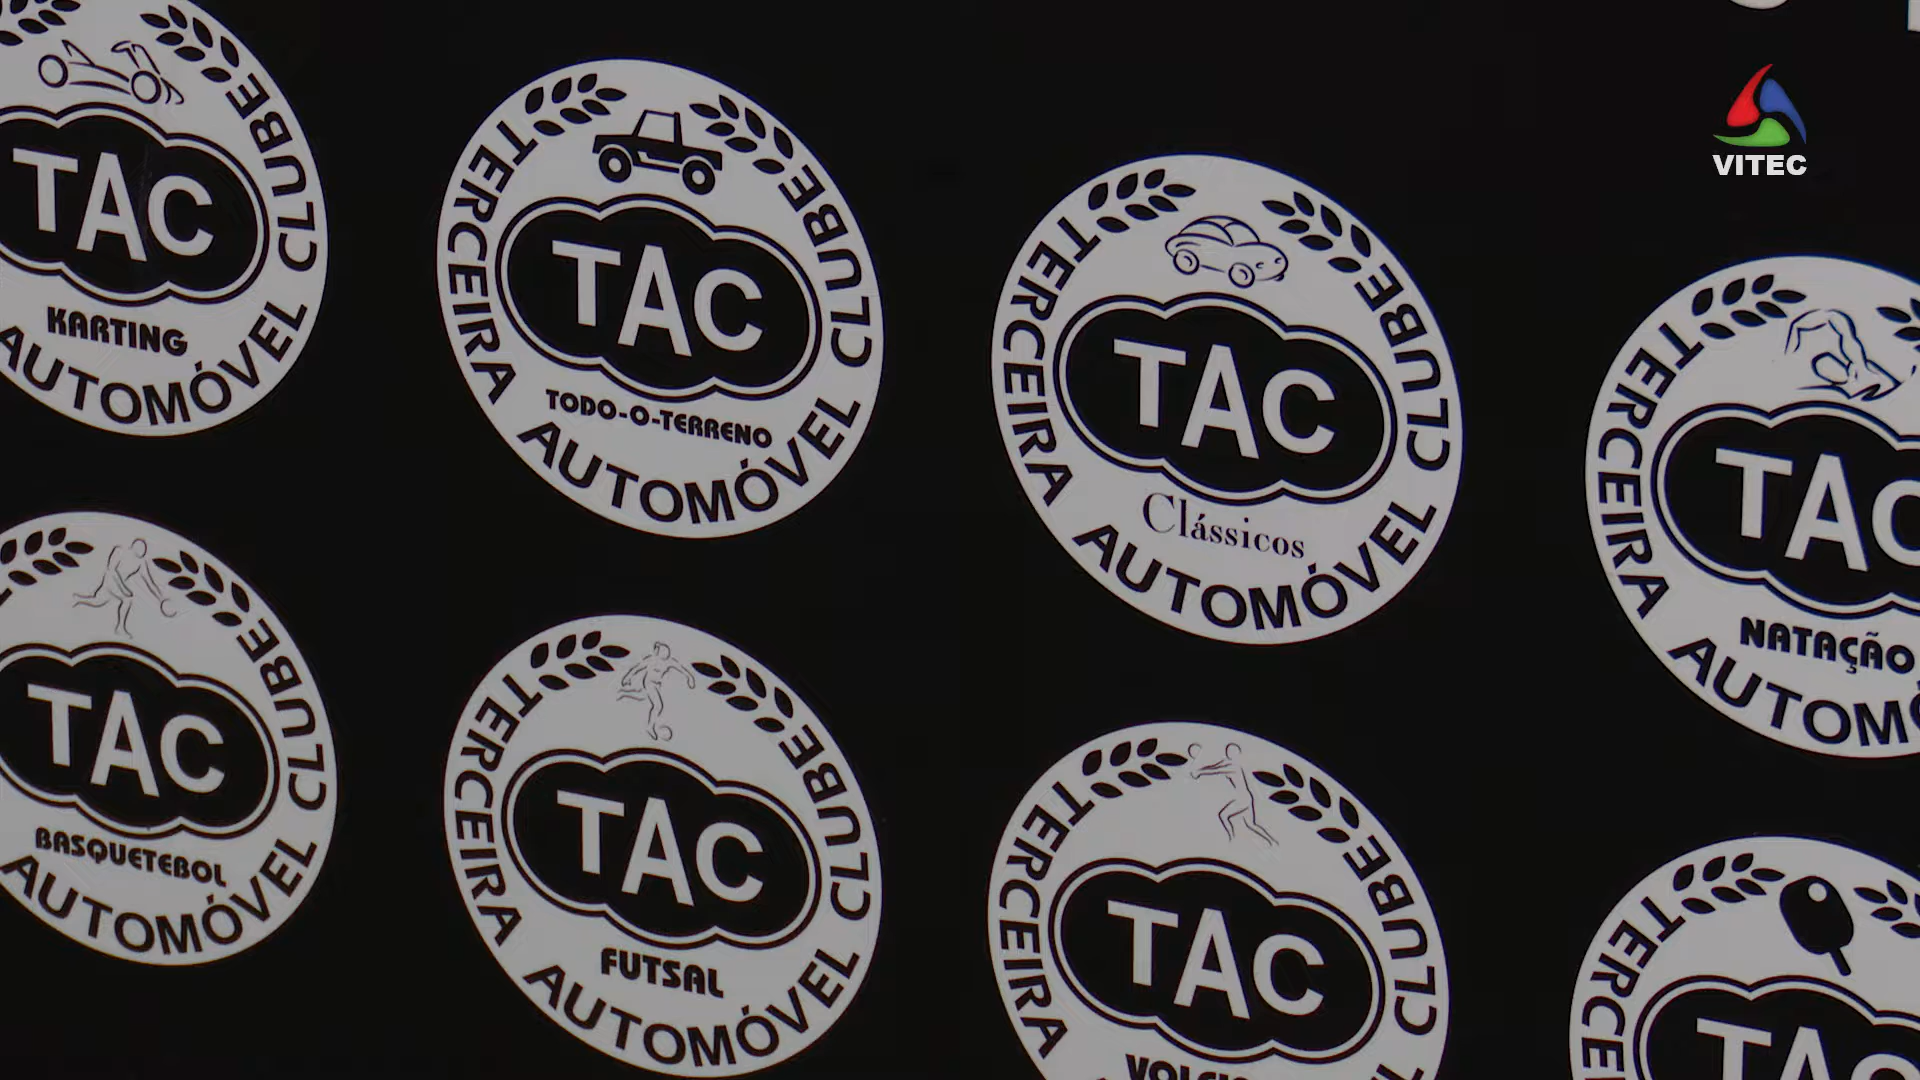 VITEC
CLUBE
TAC
KARTING
AUTOMÓVEL
TERCEIRA AUTOMÓVEL CLUBE
TAC
TODO-O-TERRENO
TERCEIRA AUTOMÓVEL CLUBE
TAC
Clássicos
TERCEIRA
TAC
NATAÇÃO
CLUBE
TAC
BASQUETEBOL
AUTOMÓVEL
TERCEIRA AUTOMÓVEL CLUBE
TAC
FUTSAL
TERCEIRA
CLUBE
TAC